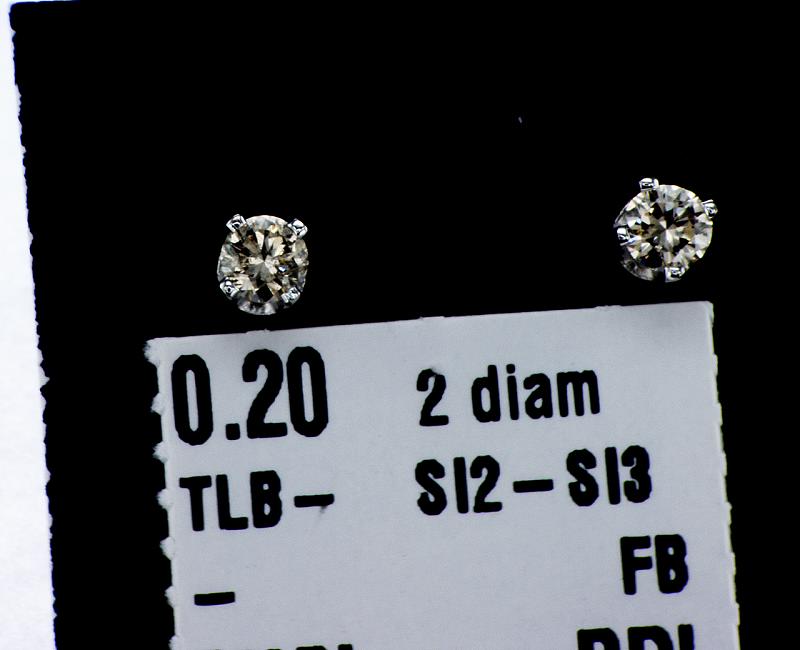 0.20 2 diam
TLB- SI2-SI3
- FB